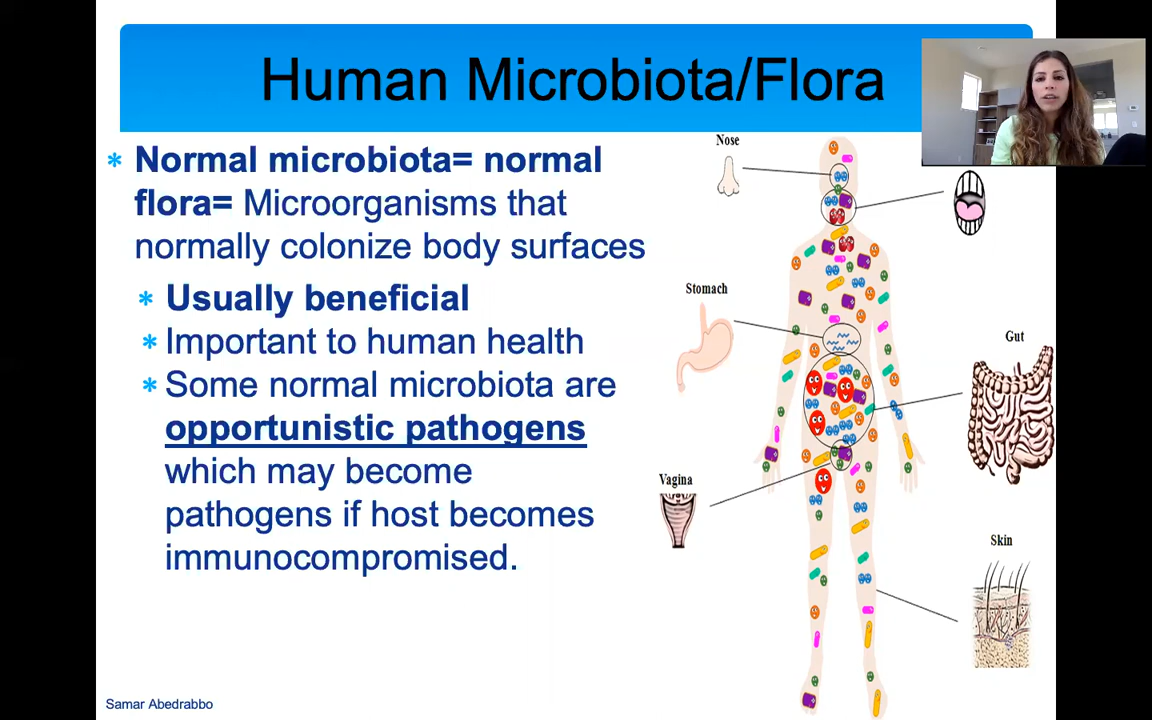 Human Microbiota/Flora
* Normal microbiota= normal
flora= Microorganisms that
normally colonize body surfaces
* Usually beneficial
* Important to human health
* Some normal microbiota are
opportunistic pathogens
which may become
pathogens if host becomes
immunocompromised.
Nose
Stomach
Gut
Vagina
Skin
Samar Abedrabbo